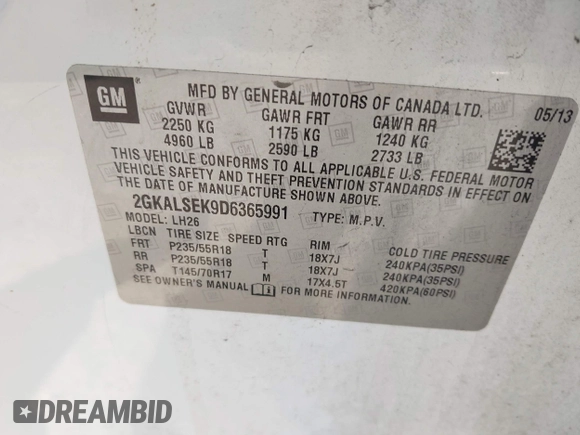 GM
®
MFD BY GENERAL MOTORS OF CANADA LTD. 05/13
GVWR GAWR FRT GAWR RR
2250 KG 1175 KG 1240 KG
4960 LB 2590 LB 2733 LB
THIS VEHICLE CONFORMS TO ALL APPLICABLE U.S. FEDERAL MOTOR
VEHICLE SAFETY AND THEFT PREVENTION STANDARDS IN EFFECT ON
THE DATE OF MANUFACTURE SHOWN ABOVE.
2GKALSEK9D6365991 TYPE: M.P.V.
MODEL: LH26
LBCN TIRE SIZE SPEED RTG RIM COLD TIRE PRESSURE
FRT P235/55R18 T 18X7J 240KPA(35PSI)
RR P235/55R18 T 18X7J 240KPA(35PSI)
SPA T145/70R17 M 17X4.5T 420KPA(60PSI)
SEE OWNER'S MANUAL FOR MORE INFORMATION.
DREAMBID